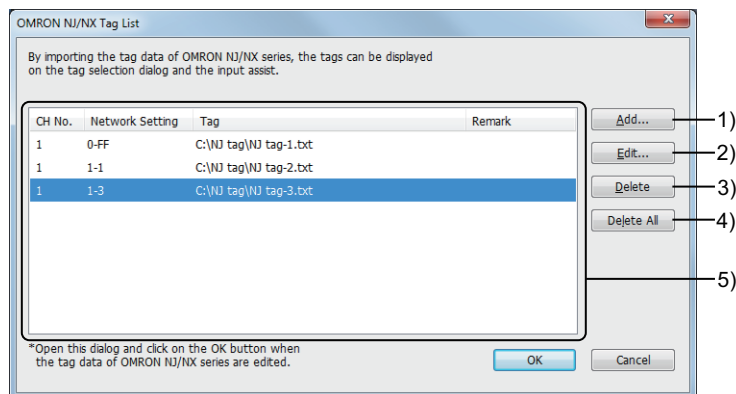 OMRON NJ/NX Tag List
By importing the tag data of OMRON NJ/NX series, the tags can be displayed
on the tag selection dialog and the input assist.
CH No. Network Setting Tag Remark
1 0-FF C:\NJ tag\NJ tag-1.txt
1 1-1 C:\NJ tag\NJ tag-2.txt
1 1-3 C:\NJ tag\NJ tag-3.txt
Add... 1)
Edit... 2)
Delete 3)
Delete All 4)
5)
*Open this dialog and click on the OK button when
the tag data of OMRON NJ/NX series are edited.
OK Cancel